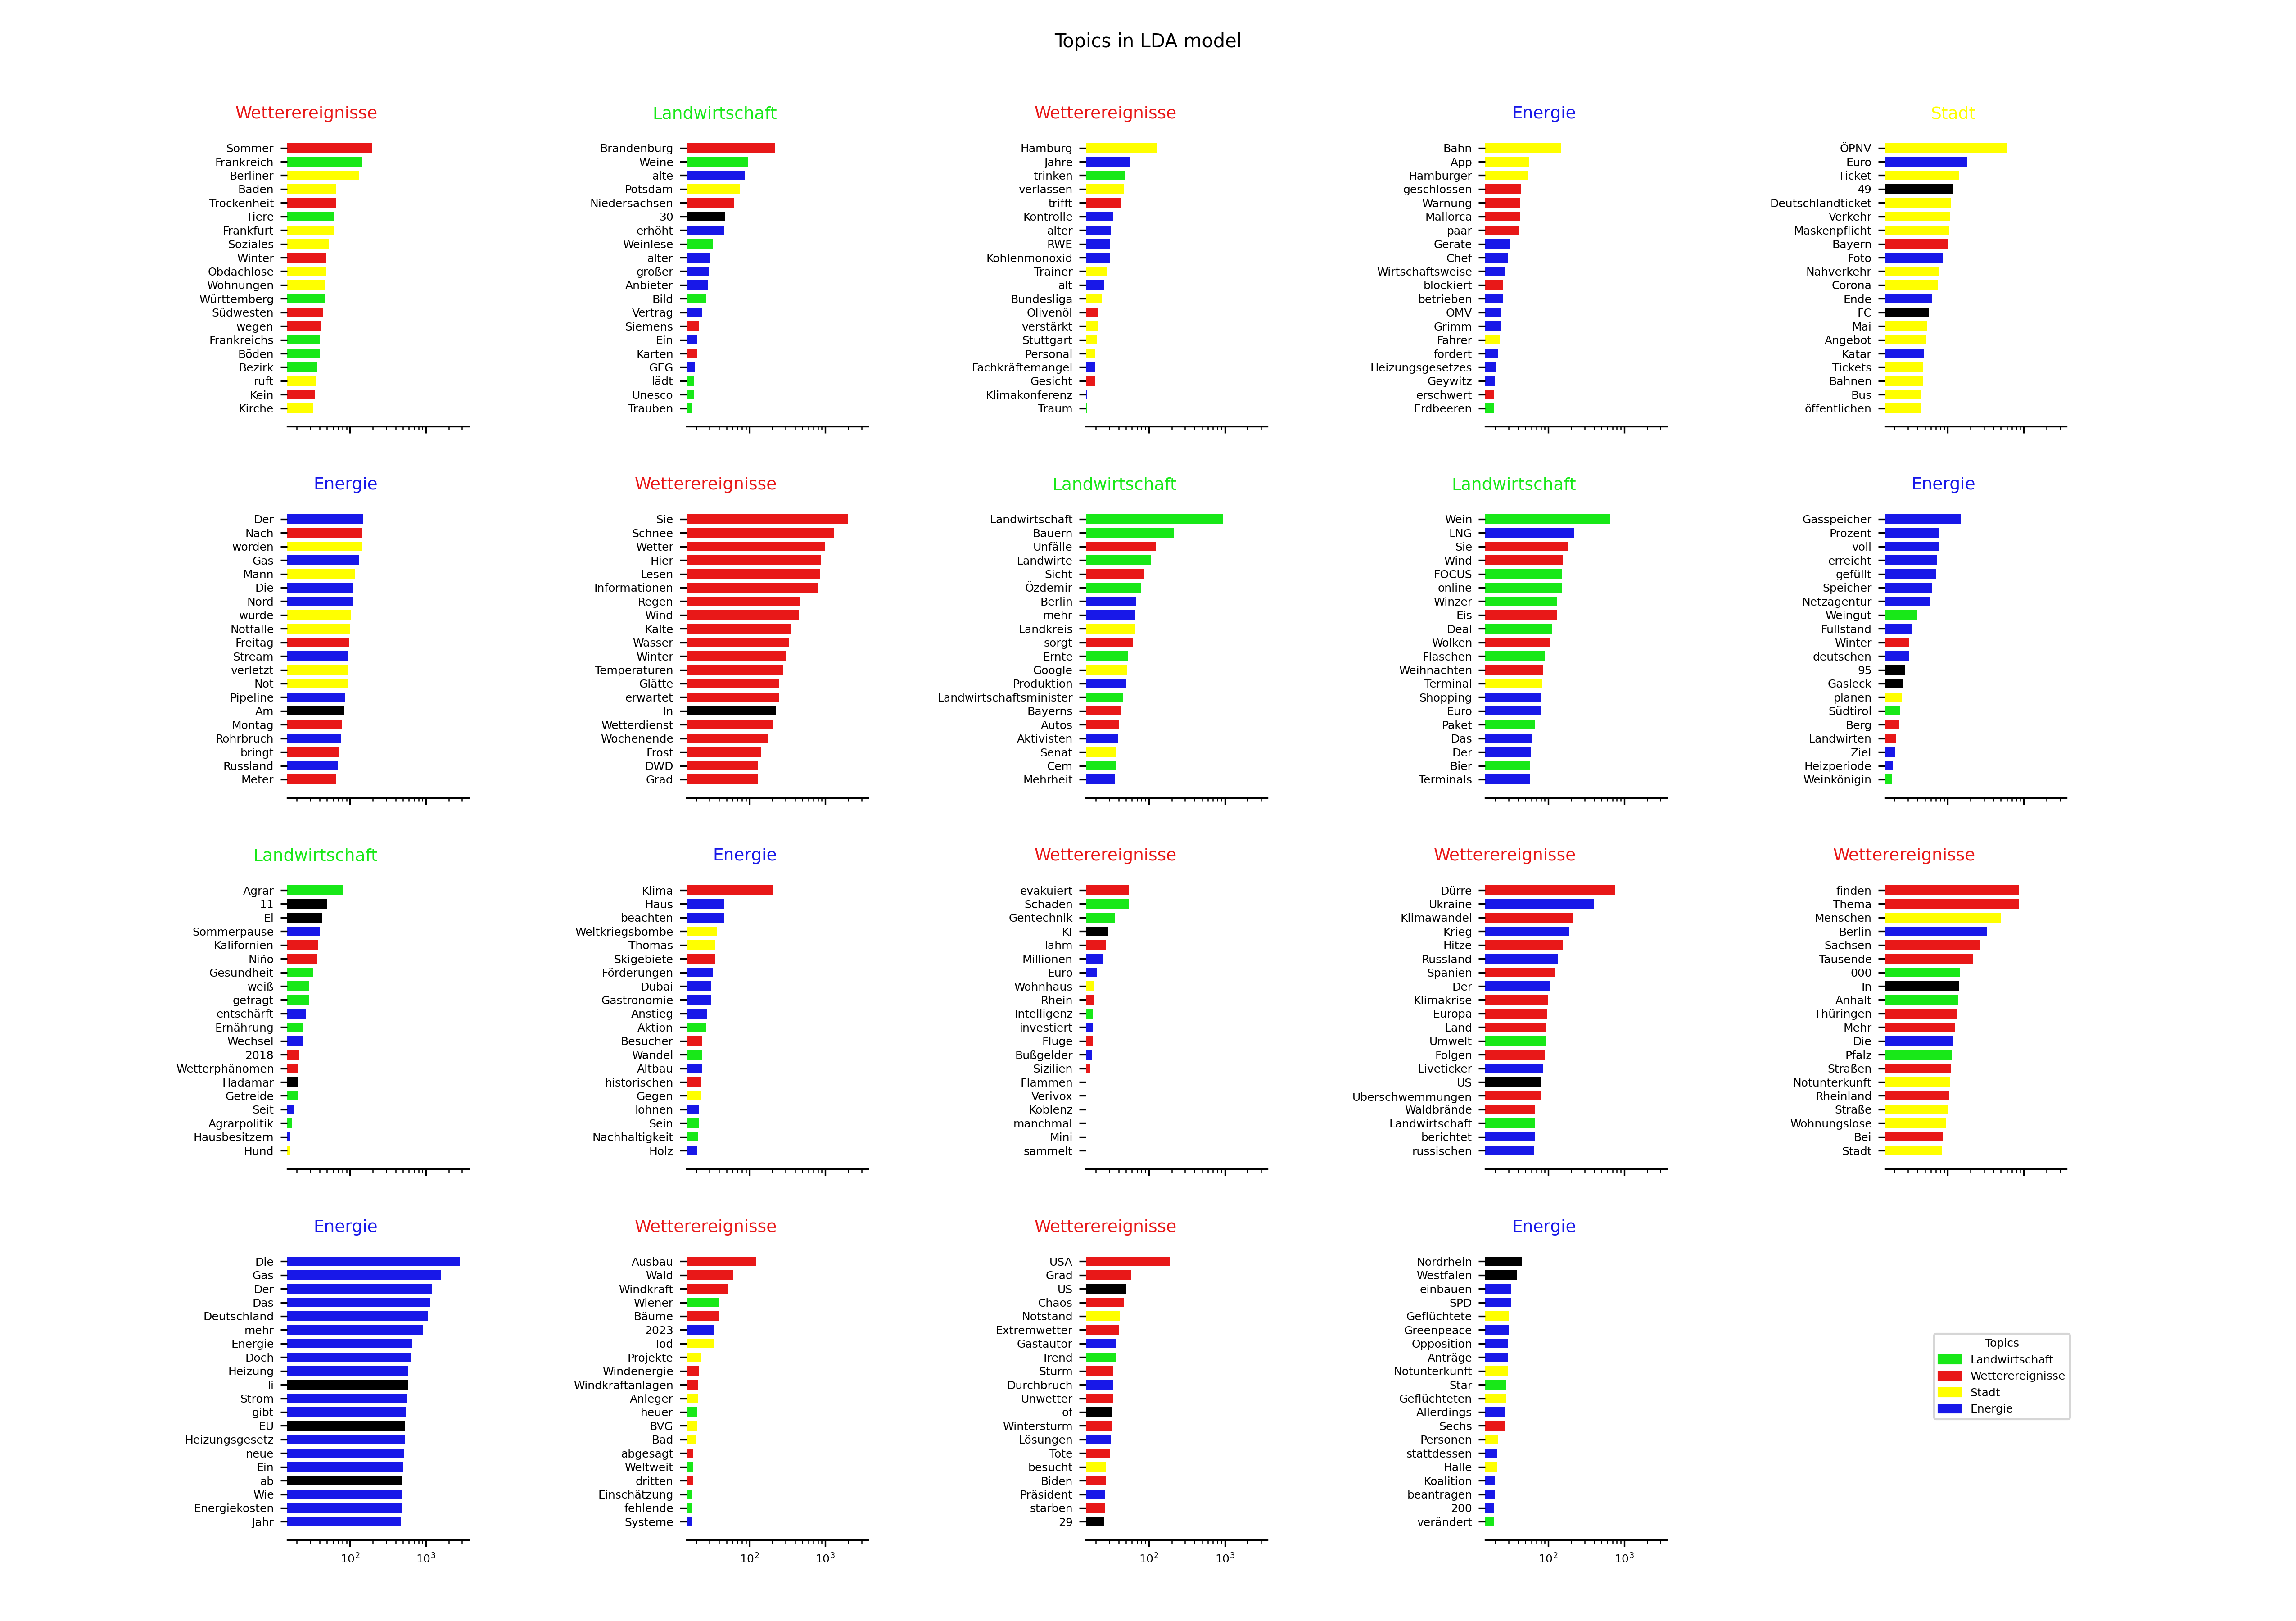 Topics in LDA model
Wetterereignisse
Sommer
Frankreich
Berliner
Baden
Trockenheit
Tiere
Frankfurt
Soziales
Winter
Obdachlose
Wohnungen
Württemberg
Südwesten
wegen
Frankreichs
Böden
Bezirk
ruft
Kein
Kirche
Landwirtschaft
Brandenburg
Weine
alte
Potsdam
Niedersachsen
30
erhöht
Weinlese
älter
großer
Anbieter
Bild
Vertrag
Siemens
Ein
Karten
GEG
lädt
Unesco
Trauben
Wetterereignisse
Hamburg
Jahre
trinken
verlassen
trifft
Kontrolle
alter
RWE
Kohlenmonoxid
Trainer
alt
Bundesliga
Olivenöl
verstärkt
Stuttgart
Personal
Fachkräftemangel
Gesicht
Klimakonferenz
Traum
Energie
Bahn
App
Hamburger
geschlossen
Warnung
Mallorca
paar
Geräte
Chef
Wirtschaftsweise
blockiert
betrieben
OMV
Grimm
Fahrer
fordert
Heizungsgesetzes
Geywitz
erschwert
Erdbeeren
Stadt
ÖPNV
Euro
Ticket
49
Deutschlandticket
Verkehr
Maskenpflicht
Bayern
Foto
Nahverkehr
Corona
Ende
FC
Mai
Angebot
Katar
Tickets
Bahnen
Bus
öffentlichen
Energie
Der
Nach
worden
Gas
Mann
Die
Nord
wurde
Notfälle
Freitag
Stream
verletzt
Not
Pipeline
Am
Montag
Rohrbruch
bringt
Russland
Meter
Wetterereignisse
Sie
Schnee
Wetter
Hier
Lesen
Informationen
Regen
Wind
Kälte
Wasser
Winter
Temperaturen
Glätte
erwartet
In
Wetterdienst
Wochenende
Frost
DWD
Grad
Landwirtschaft
Landwirtschaft
Bauern
Unfälle
Landwirte
Sicht
Özdemir
Berlin
mehr
Landkreis
sorgt
Ernte
Google
Produktion
Landwirtschaftsminister
Bayerns
Autos
Aktivisten
Senat
Cem
Mehrheit
Landwirtschaft
Wein
LNG
Sie
Wind
FOCUS
online
Winzer
Eis
Deal
Wolken
Flaschen
Weihnachten
Terminal
Shopping
Euro
Paket
Das
Der
Bier
Terminals
Energie
Gasspeicher
Prozent
voll
erreicht
gefüllt
Speicher
Netzagentur
Weingut
Füllstand
Winter
deutschen
95
Gasleck
planen
Südtirol
Berg
Landwirten
Ziel
Heizperiode
Weinkönigin
Landwirtschaft
Agrar
11
El
Sommerpause
Kalifornien
Niño
Gesundheit
weiß
gefragt
entschärft
Ernährung
Wechsel
2018
Wetterphänomen
Hadamar
Getreide
Seit
Agrarpolitik
Hausbesitzern
Hund
Energie
Klima
Haus
beachten
Weltkriegsbombe
Thomas
Skigebiete
Förderungen
Dubai
Gastronomie
Anstieg
Aktion
Besucher
Wandel
Altbau
historischen
Gegen
lohnen
Sein
Nachhaltigkeit
Holz
Wetterereignisse
evakuiert
Schaden
Gentechnik
KI
lahm
Millionen
Euro
Wohnhaus
Rhein
Intelligenz
investiert
Flüge
Bußgelder
Sizilien
Flammen
Verivox
Koblenz
manchmal
Mini
sammelt
Wetterereignisse
Dürre
Ukraine
Klimawandel
Krieg
Hitze
Russland
Spanien
Der
Klimakrise
Europa
Land
Umwelt
Folgen
Liveticker
US
Überschwemmungen
Waldbrände
Landwirtschaft
berichtet
russischen
Wetterereignisse
finden
Thema
Menschen
Berlin
Sachsen
Tausende
000
In
Anhalt
Thüringen
Mehr
Die
Pfalz
Straßen
Notunterkunft
Rheinland
Straße
Wohnungslose
Bei
Stadt
Energie
Die
Gas
Der
Das
Deutschland
mehr
Energie
Doch
Heizung
li
Strom
gibt
EU
Heizungsgesetz
neue
Ein
ab
Wie
Energiekosten
Jahr
10² 10³
Wetterereignisse
Ausbau
Wald
Windkraft
Wiener
Bäume
2023
Tod
Projekte
Windenergie
Windkraftanlagen
Anleger
heuer
BVG
Bad
abgesagt
Weltweit
dritten
Einschätzung
fehlende
Systeme
10² 10³
Wetterereignisse
USA
Grad
US
Chaos
Notstand
Extremwetter
Gastautor
Trend
Sturm
Durchbruch
Unwetter
of
Wintersturm
Lösungen
Tote
besucht
Biden
Präsident
starben
29
10² 10³
Energie
Nordrhein
Westfalen
einbauen
SPD
Geflüchtete
Greenpeace
Opposition
Anträge
Notunterkunft
Star
Geflüchteten
Allerdings
Sechs
Personen
stattdessen
Halle
Koalition
beantragen
200
verändert
10² 10³
Topics
Landwirtschaft
Wetterereignisse
Stadt
Energie